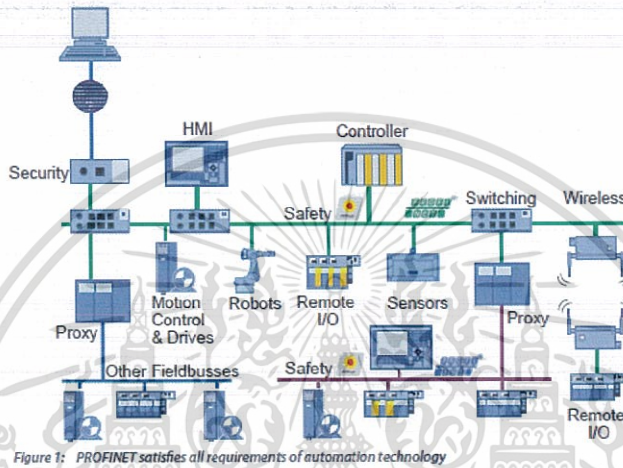 HMI
Controller
Security
Safety
Switching
Wireless
Motion
Control
& Drives
Robots
Remote
I/O
Sensors
Proxy
Proxy
Other Fieldbusses
Safety
Remote
I/O
Figure 1: PROFINET satisfies all requirements of automation technology